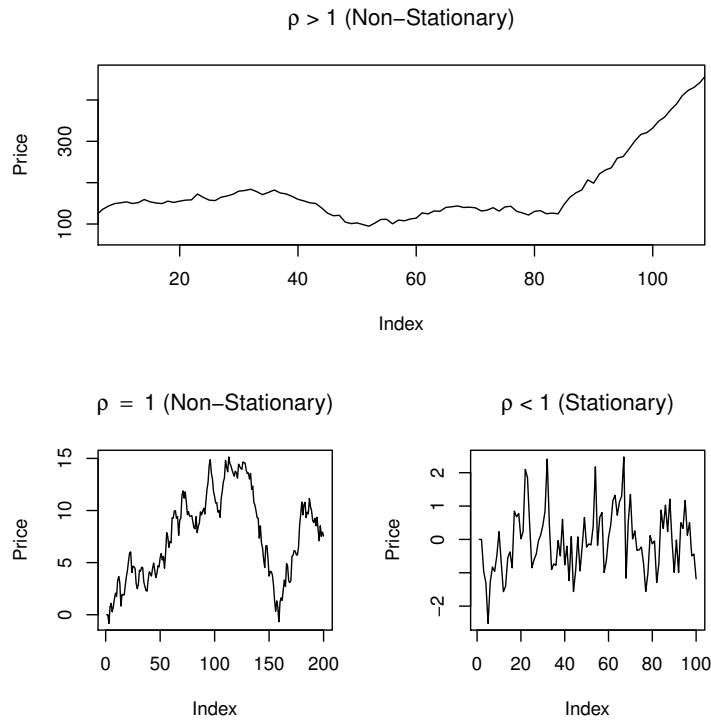 ρ > 1 (Non−Stationary)
Price
300
100
20 40 60 80 100
Index
ρ = 1 (Non−Stationary)
Price
15
10
5
0
0 50 100 150 200
Index
ρ < 1 (Stationary)
Price
2
0
−2
0 20 40 60 80 100
Index